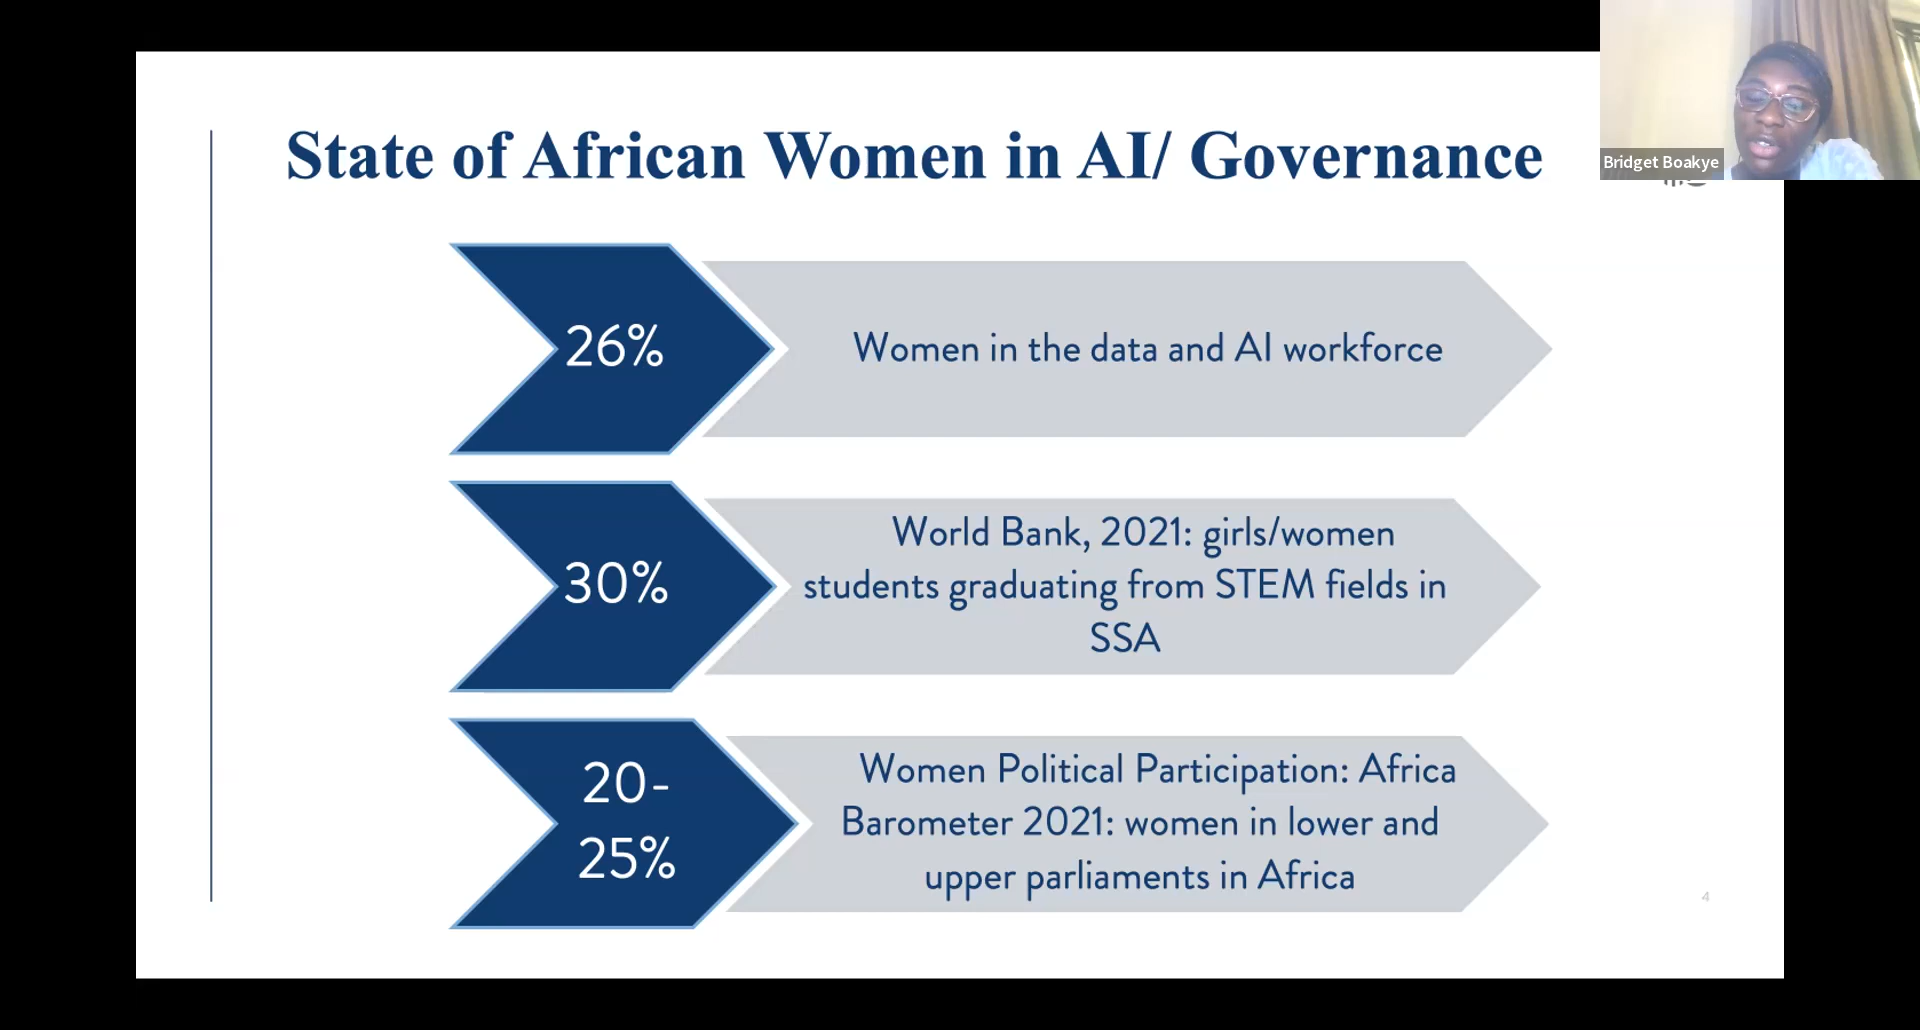 State of African Women in AI/ Governance
Bridget Boakye
26%
Women in the data and AI workforce
30%
World Bank, 2021: girls/women
students graduating from STEM fields in
SSA
20-
25%
Women Political Participation: Africa
Barometer 2021: women in lower and
upper parliaments in Africa
4